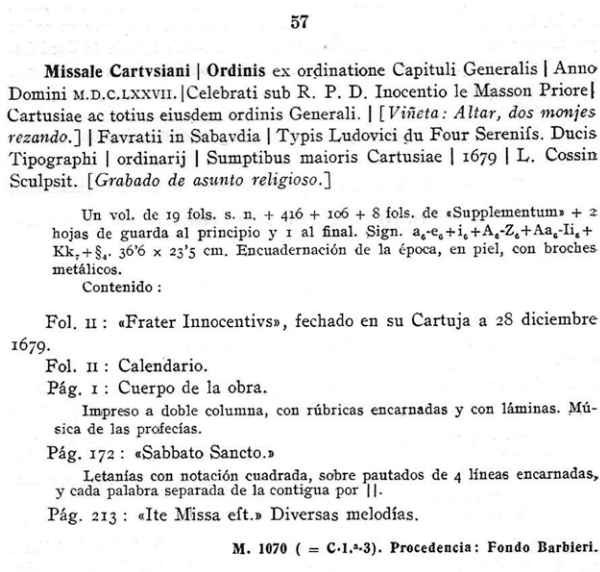 57
Missale Cartvsiani | Ordinis ex ordinatione Capituli Generalis | Anno
Domini M.D.C.LXXVII. |Celebrati sub R. P. D. Inocentio le Masson Priore|
Cartusiae ac totius eiusdem ordinis Generali. | [Viñeta: Altar, dos monjes
rezando.] | Favratii in Sabavdia | Typis Ludovici du Four Serenifs. Ducis
Tipographi | ordinarij | Sumptibus maioris Cartusiae | 1679 | L. Cossin
Sculpsit. [Grabado de asunto religioso.]
Un vol. de 19 fols. s. n. + 416 + 106 + 8 fols. de «Supplementum» + 2
hojas de guarda al principio y 1 al final. Sign. a₆-e₆+i₆+A₆-Z₆+Aa₆-Ii₆+
Kk₇+§₄. 36'6 x 23'5 cm. Encuadernación de la época, en piel, con broches
metálicos.
Contenido :
Fol. II : «Frater Innocentivs», fechado en su Cartuja a 28 diciembre
1679.
Fol. II : Calendario.
Pág. 1 : Cuerpo de la obra.
Impreso a doble columna, con rúbricas encarnadas y con láminas. Mú-
sica de las profecías.
Pág. 172 : «Sabbato Sancto.»
Letanías con notación cuadrada, sobre pautados de 4 líneas encarnadas,
y cada palabra separada de la contigua por ||.
Pág. 213 : «Ite Missa eft.» Diversas melodías.
M. 1070 ( = C-1.ª-3). Procedencia: Fondo Barbieri.